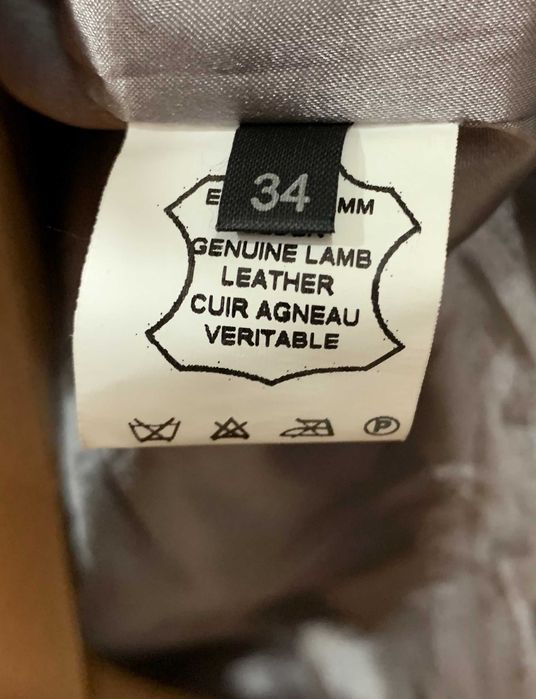 34
GENUINE LAMB
LEATHER
CUIR AGNEAU
VERITABLE
P